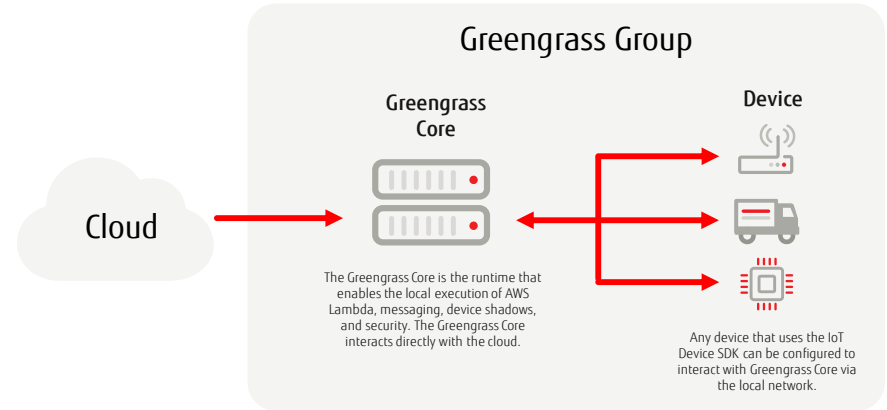 Greengrass Group
Cloud
Greengrass
Core
The Greengrass Core is the runtime that
enables the local execution of AWS
Lambda, messaging, device shadows,
and security. The Greengrass Core
interacts directly with the cloud.
Device
Any device that uses the IoT
Device SDK can be configured to
interact with Greengrass Core via
the local network.